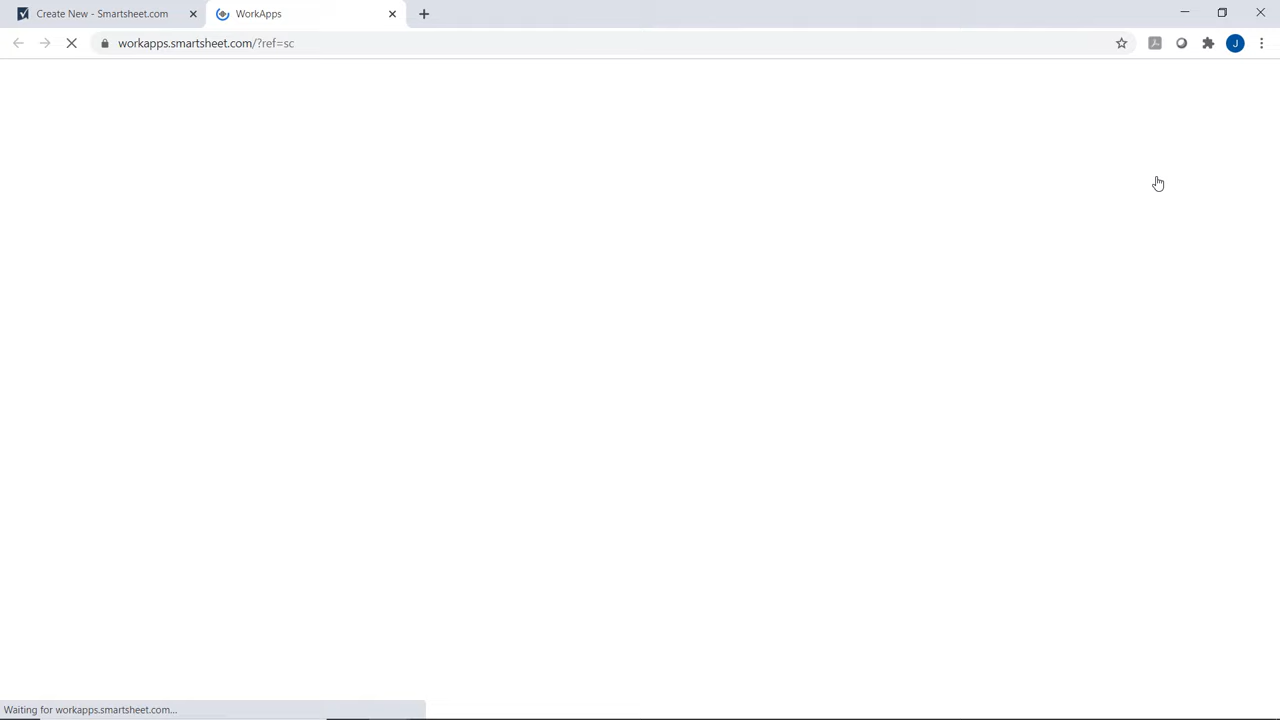 Create New - Smartsheet.com
WorkApps
workapps.smartsheet.com/?ref=sc
J
Waiting for workapps.smartsheet.com...